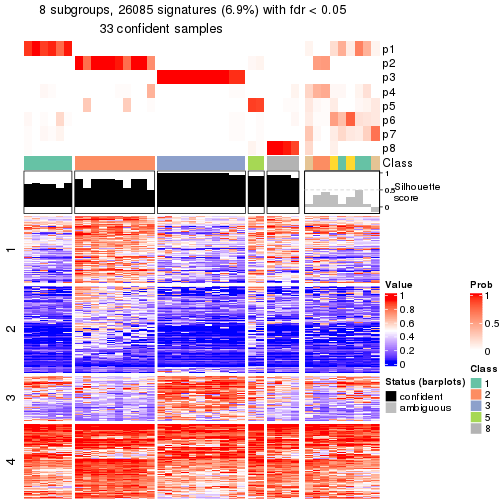 8 subgroups, 26085 signatures (6.9%) with fdr < 0.05
33 confident samples
p1
p2
p3
p4
p5
p6
p7
p8
Class
1
0.5
0
Silhouette
score
1
2
3
4
Value
1
0.8
0.6
0.4
0.2
0
Status (barplots)
confident
ambiguous
Prob
1
0.5
0
Class
1
2
3
5
8